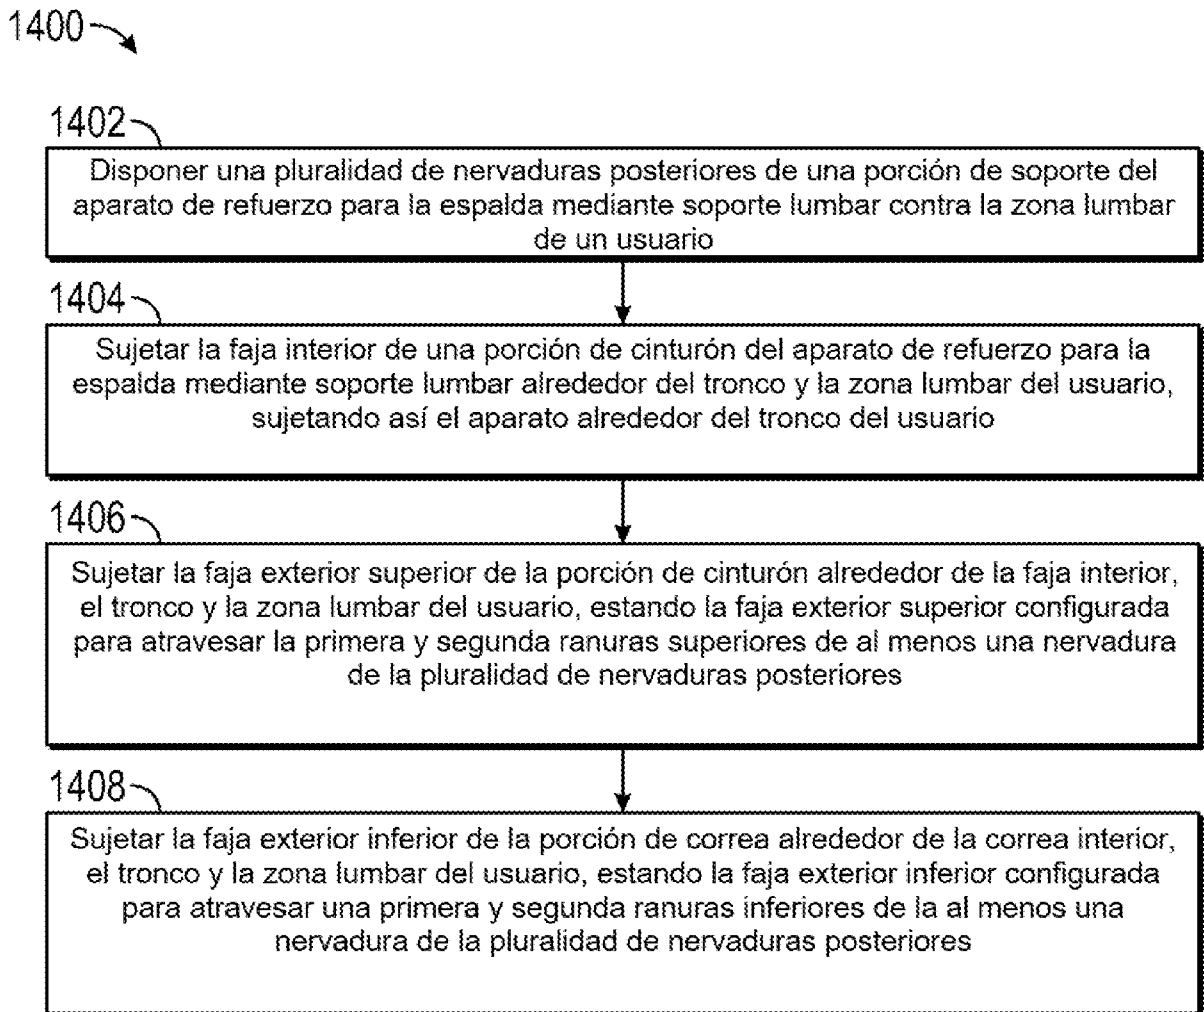 1400
1402
Disponer una pluralidad de nervaduras posteriores de una porción de soporte del
aparato de refuerzo para la espalda mediante soporte lumbar contra la zona lumbar
de un usuario
1404
Sujetar la faja interior de una porción de cinturón del aparato de refuerzo para la
espalda mediante soporte lumbar alrededor del tronco y la zona lumbar del usuario,
sujetando así el aparato alrededor del tronco del usuario
1406
Sujetar la faja exterior superior de la porción de cinturón alrededor de la faja interior,
el tronco y la zona lumbar del usuario, estando la faja exterior superior configurada
para atravesar la primera y segunda ranuras superiores de al menos una nervadura
de la pluralidad de nervaduras posteriores
1408
Sujetar la faja exterior inferior de la porción de correa alrededor de la correa interior,
el tronco y la zona lumbar del usuario, estando la faja exterior inferior configurada
para atravesar una primera y segunda ranuras inferiores de la al menos una
nervadura de la pluralidad de nervaduras posteriores